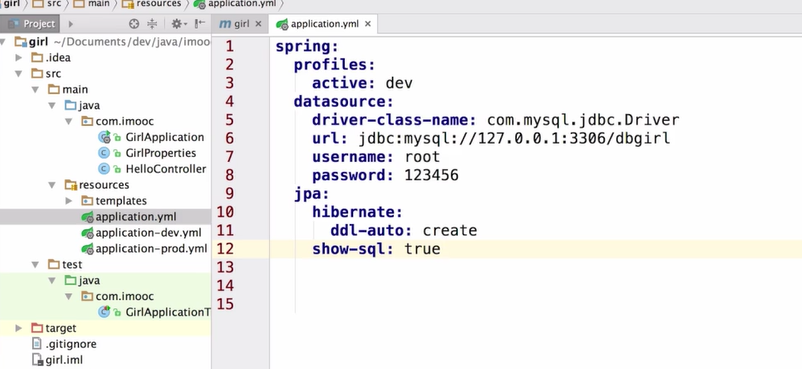 girl src main resources application.yml
Project
girl application.yml
girl ~/Documents/dev/java/imooc
.idea
src
main
java
com.imooc
GirlApplication
GirlProperties
HelloController
resources
templates
application.yml
application-dev.yml
application-prod.yml
test
java
com.imooc
GirlApplicationT
target
.gitignore
girl.iml
1 spring:
2 profiles:
3 active: dev
4 datasource:
5 driver-class-name: com.mysql.jdbc.Driver
6 url: jdbc:mysql://127.0.0.1:3306/dbgirl
7 username: root
8 password: 123456
9 jpa:
10 hibernate:
11 ddl-auto: create
12 show-sql: true
13
14
15